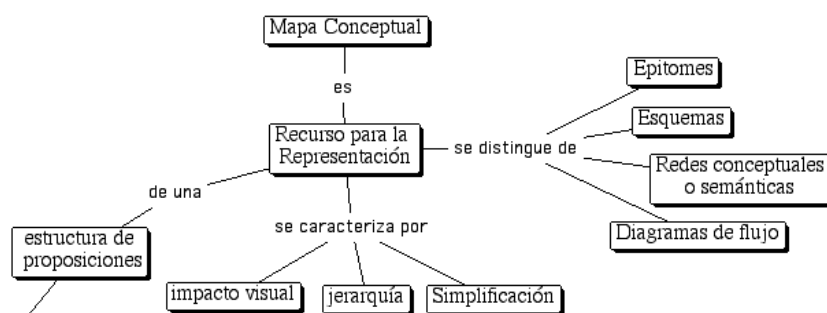 Mapa Conceptual
es
Epitomes
Esquemas
Recurso para la
Representación
se distingue de
Redes conceptuales
o semánticas
de una
se caracteriza por
Diagramas de flujo
estructura de
proposiciones
impacto visual
jerarquía
Simplificación